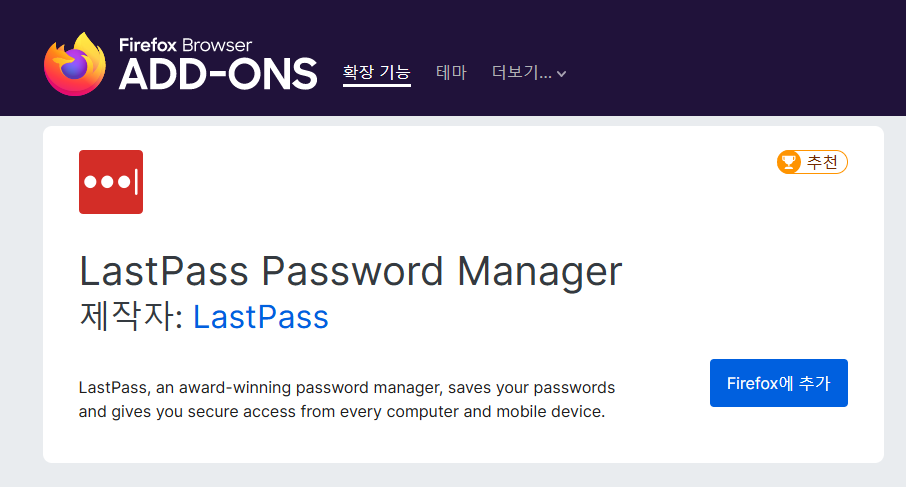 Firefox Browser
ADD-ONS
확장 기능 테마 더보기...
추천
LastPass Password Manager
제작자: LastPass
LastPass, an award-winning password manager, saves your passwords
and gives you secure access from every computer and mobile device.
Firefox에 추가